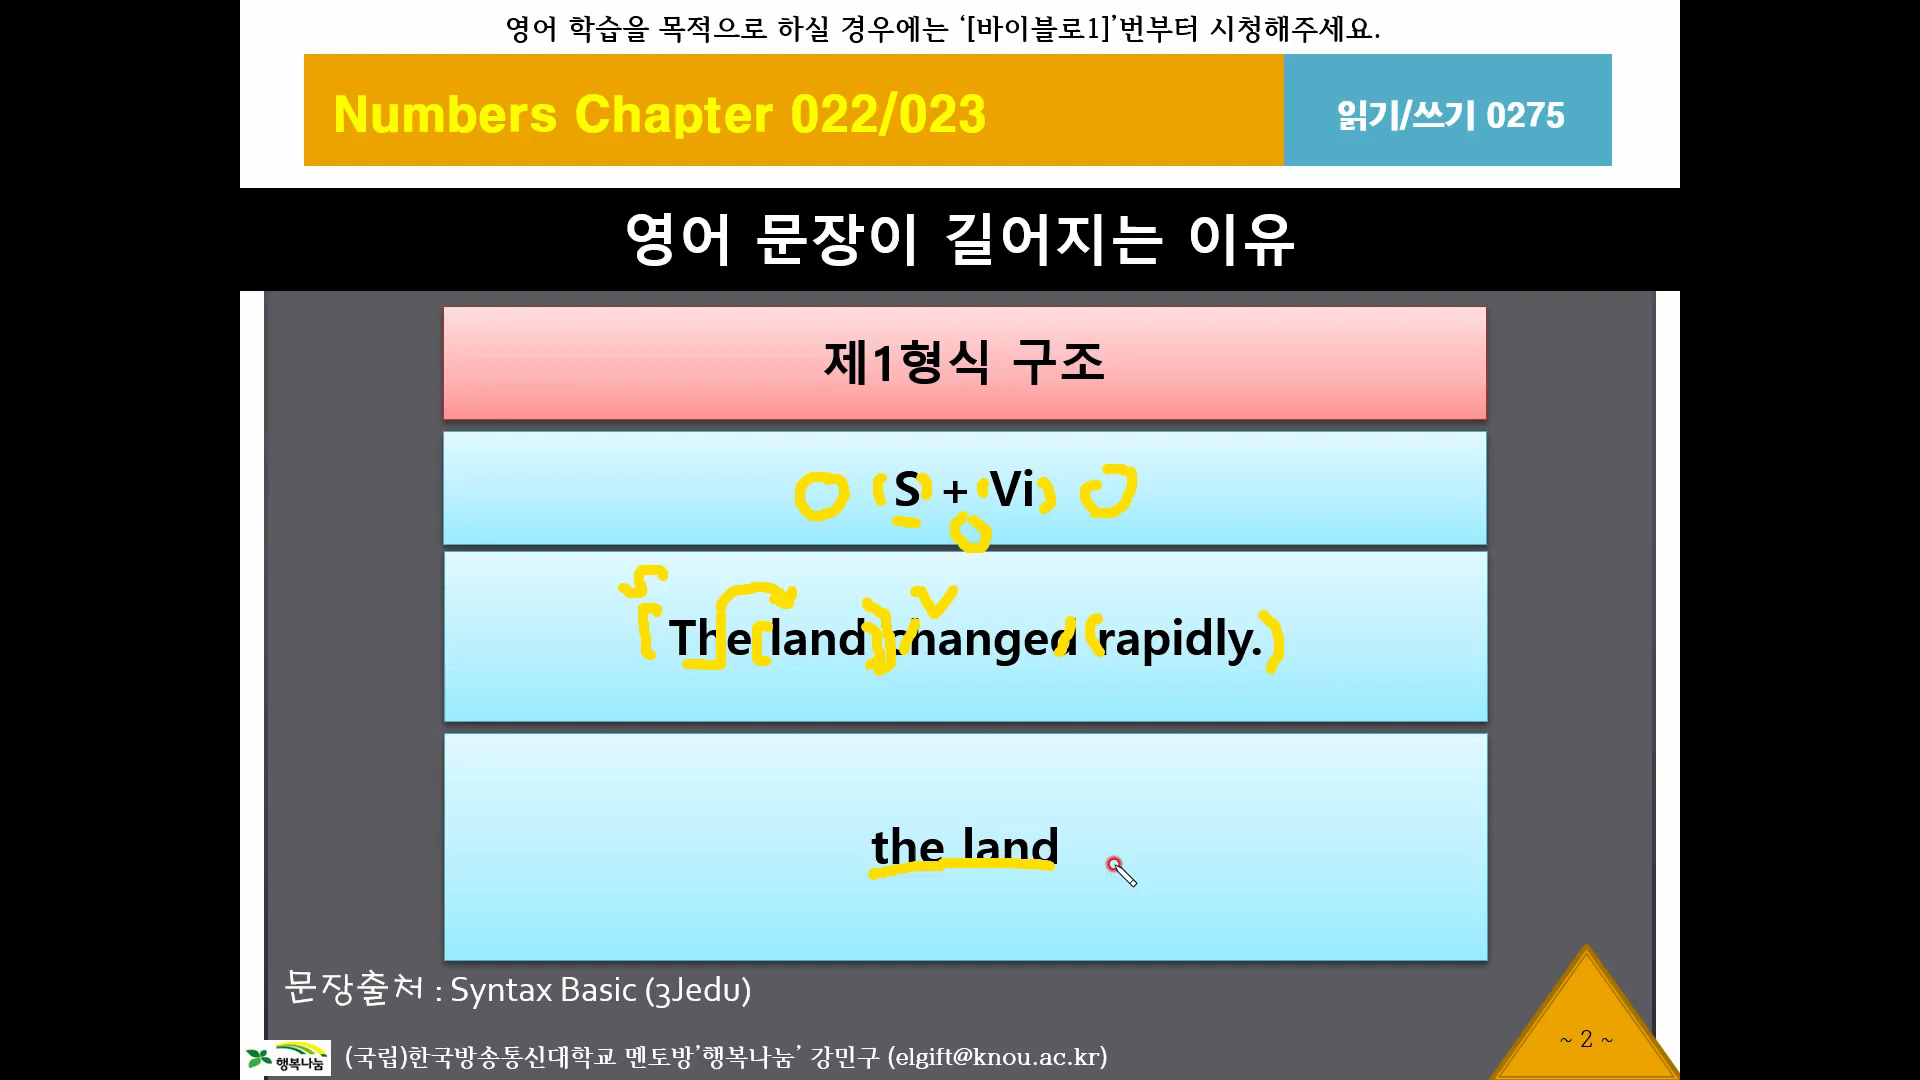 영어 학습을 목적으로 하실 경우에는 ‘[바이블로1]’번부터 시청해주세요.
Numbers Chapter 022/023
읽기/쓰기 0275
영어 문장이 길어지는 이유
제1형식 구조
S + Vi
The land changed rapidly.
the land
문장출처 : Syntax Basic (3Jedu)
~ 2 ~
행복나눔
(국립)한국방송통신대학교 멘토방’행복나눔’ 강민구 (elgift@knou.ac.kr)